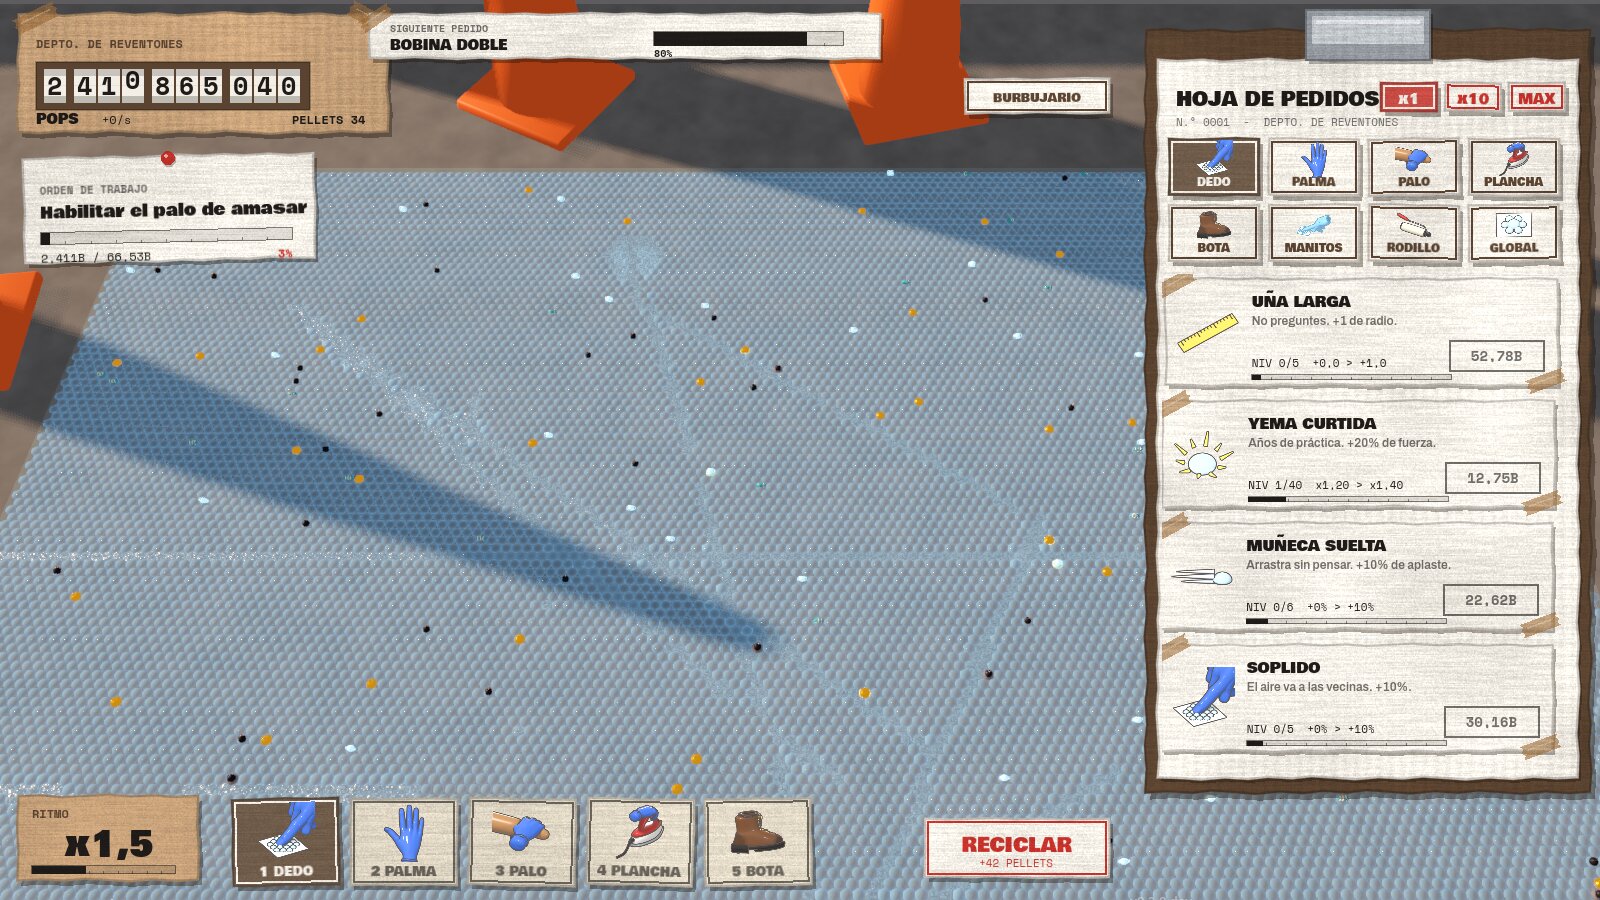 DEPTO. DE REVENTONES
2 410 865 040
POPS +0/s PELLETS 34
SIGUIENTE PEDIDO
BOBINA DOBLE
80%
BURBUJARIO
ORDEN DE TRABAJO
Habilitar el palo de amasar
2,411B / 66,53B 3%
HOJA DE PEDIDOS x1 x10 MAX
N.° 0001 - DEPTO. DE REVENTONES
DEDO PALMA PALO PLANCHA
BOTA MANITOS RODILLO GLOBAL
UÑA LARGA
No preguntes. +1 de radio.
NIV 0/5 +0,0 > +1,0 52,78B
YEMA CURTIDA
Años de práctica. +20% de fuerza.
NIV 1/40 x1,20 > x1,40 12,75B
MUÑECA SUELTA
Arrastra sin pensar. +10% de aplaste.
NIV 0/6 +0% > +10% 22,62B
SOPLIDO
El aire va a las vecinas. +10%.
NIV 0/5 +0% > +10% 30,16B
RITMO
x1,5
1 DEDO 2 PALMA 3 PALO 4 PLANCHA 5 BOTA
RECICLAR
+42 PELLETS